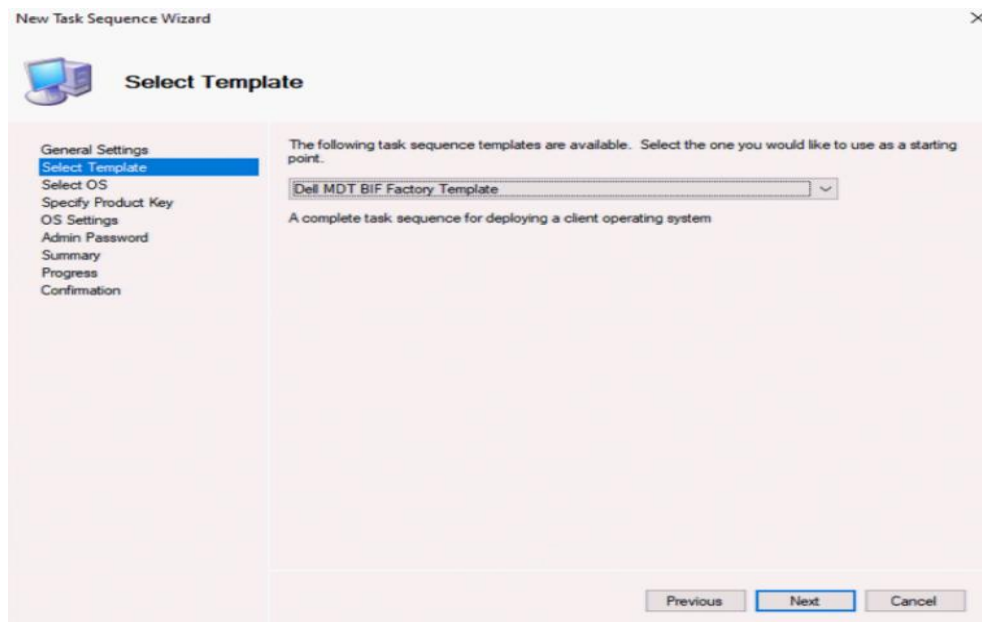 New Task Sequence Wizard
Select Template
General Settings
Select Template
Select OS
Specify Product Key
OS Settings
Admin Password
Summary
Progress
Confirmation
The following task sequence templates are available. Select the one you would like to use as a starting
point.
Dell MDT BIF Factory Template
A complete task sequence for deploying a client operating system
Previous
Next
Cancel